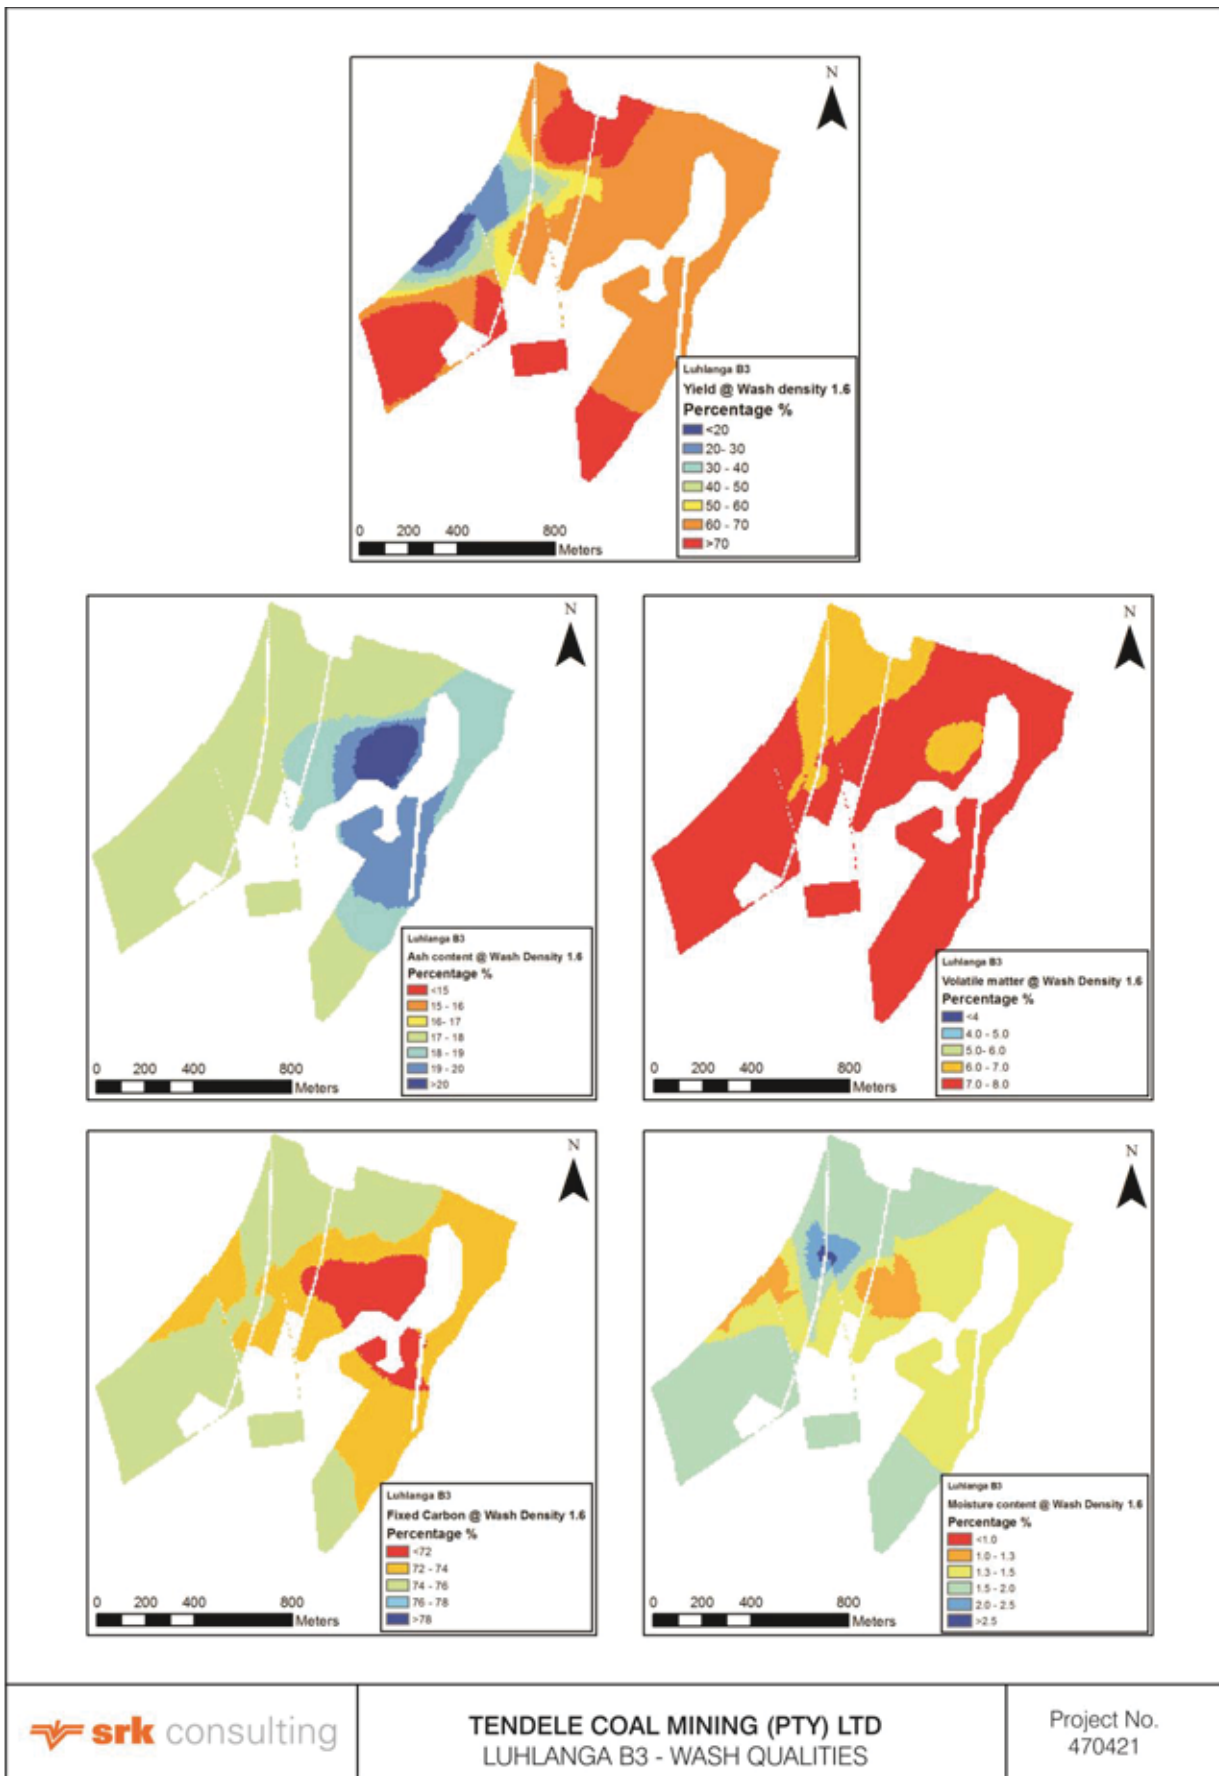 N
Luhlanga B3
Yield @ Wash density 1.6
Percentage %
<20
20- 30
30 - 40
40 - 50
50 - 60
60 - 70
>70
0 200 400 800
Meters
N
Luhlanga B3
Ash content @ Wash Density 1.6
Percentage %
<15
15 - 16
16- 17
17 - 18
18 - 19
19 - 20
>20
0 200 400 800
Meters
N
Luhlanga B3
Volatile matter @ Wash Density 1.6
Percentage %
<4
4.0 - 5.0
5.0- 6.0
6.0 - 7.0
7.0 - 8.0
0 200 400 800
Meters
N
Luhlanga B3
Fixed Carbon @ Wash Density 1.6
Percentage %
<72
72 - 74
74 - 76
76 - 78
>78
0 200 400 800
Meters
N
Luhlanga B3
Moisture content @ Wash Density 1.6
Percentage %
<1.0
1.0 - 1.3
1.3 - 1.5
1.5 - 2.0
2.0 - 2.5
>2.5
0 200 400 800
Meters
srk consulting
TENDELE COAL MINING (PTY) LTD
LUHLANGA B3 - WASH QUALITIES
Project No.
470421